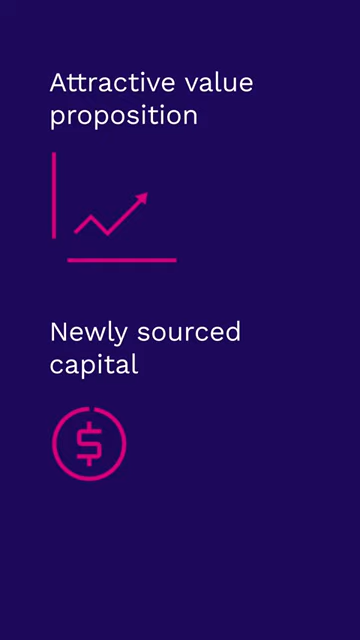 Attractive value
proposition
Newly sourced
capital
$